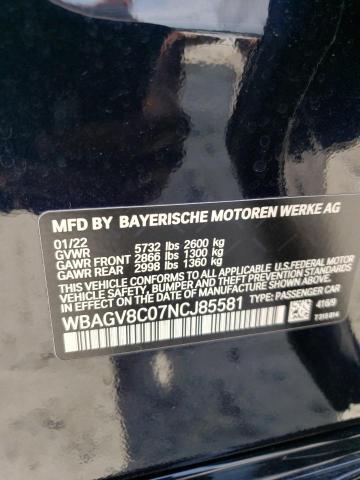 MFD BY BAYERISCHE MOTOREN WERKE AG
01/22
GVWR 5732 lbs 2600 kg
GAWR FRONT 2866 lbs 1300 kg
GAWR REAR 2998 lbs 1360 kg
THIS VEHICLE CONFORMS TO ALL APPLICABLE U.S. FEDERAL MOTOR
VEHICLE SAFETY, BUMPER AND THEFT PREVENTION STANDARDS
IN EFFECT ON THE DATE OF MANUFACTURE SHOWN ABOVE.
WBAGV8C07NCJ85581 TYPE: PASSENGER CAR
416/9